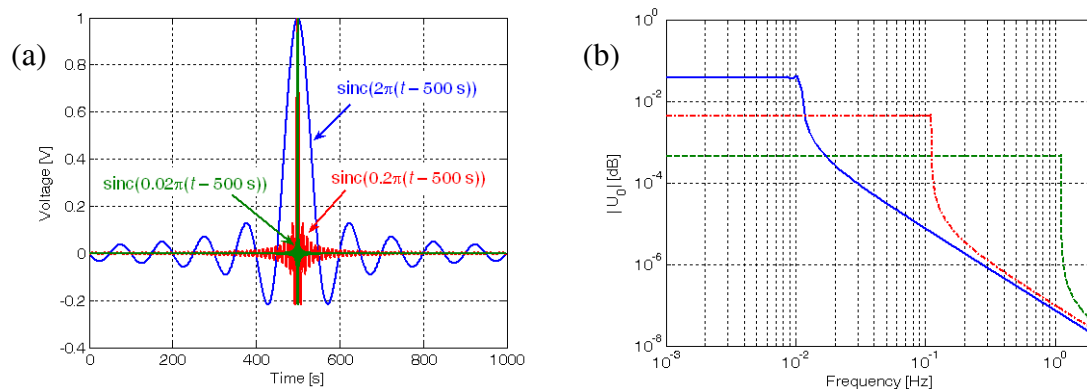 (a)
1
0.8
0.6
0.4
0.2
0
-0.2
-0.4
Voltage [V]
sinc(2π(t − 500 s))
sinc(0.02π(t − 500 s))
sinc(0.2π(t − 500 s))
0 200 400 600 800 1000
Time [s]
(b)
10^0
10^-2
10^-4
10^-6
10^-8
| U_0| [dB]
10^-3 10^-2 10^-1 10^0
Frequency [Hz]